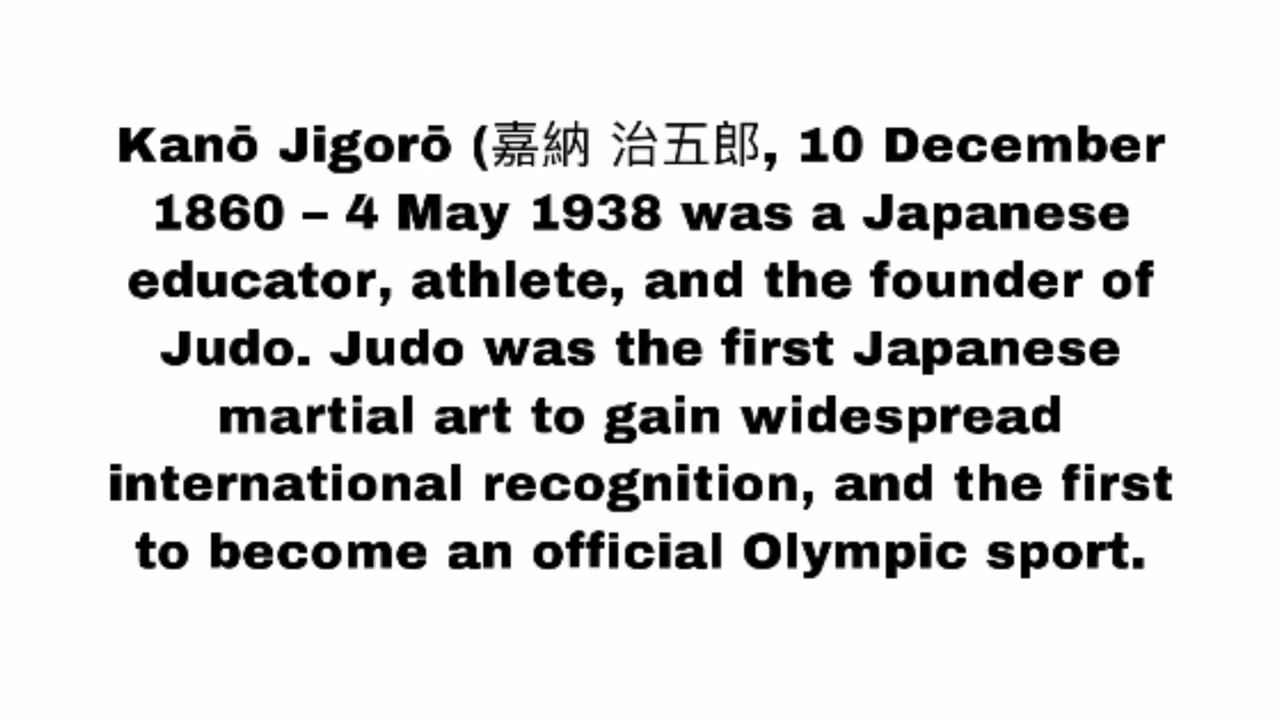 Kanō Jigorō (嘉納 治五郎, 10 December
1860 – 4 May 1938 was a Japanese
educator, athlete, and the founder of
Judo. Judo was the first Japanese
martial art to gain widespread
international recognition, and the first
to become an official Olympic sport.